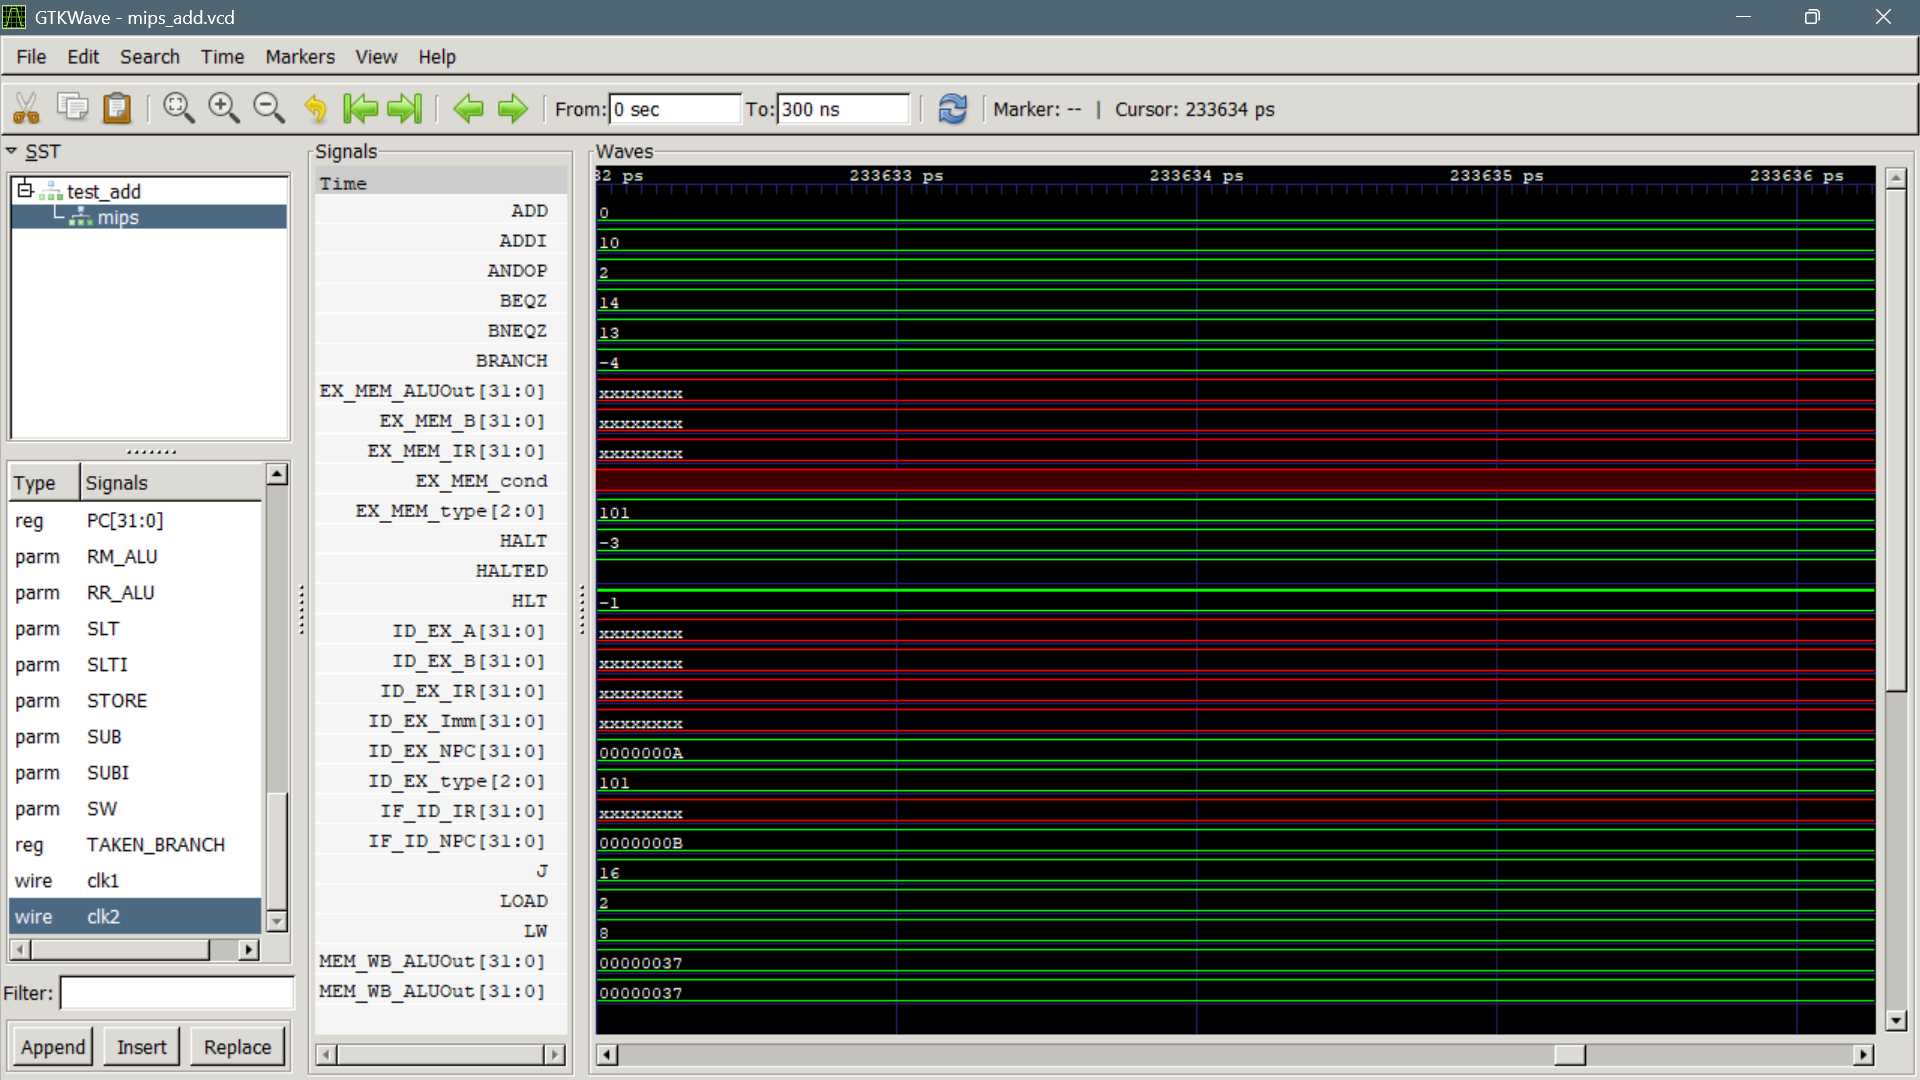 GTKWave - mips_add.vcd
File Edit Search Time Markers View Help
From: 0 sec To: 300 ns Marker: -- | Cursor: 233634 ps
SST
test_add
mips
Type Signals
reg PC[31:0]
parm RM_ALU
parm RR_ALU
parm SLT
parm SLTI
parm STORE
parm SUB
parm SUBI
parm SW
reg TAKEN_BRANCH
wire clk1
wire clk2
Filter:
Append Insert Replace
Signals
Time
ADD
ADDI
ANDOP
BEQZ
BNEQZ
BRANCH
EX_MEM_ALUOut[31:0]
EX_MEM_B[31:0]
EX_MEM_IR[31:0]
EX_MEM_cond
EX_MEM_type[2:0]
HALT
HALTED
HLT
ID_EX_A[31:0]
ID_EX_B[31:0]
ID_EX_IR[31:0]
ID_EX_Imm[31:0]
ID_EX_NPC[31:0]
ID_EX_type[2:0]
IF_ID_IR[31:0]
IF_ID_NPC[31:0]
J
LOAD
LW
MEM_WB_ALUOut[31:0]
MEM_WB_ALUOut[31:0]
Waves
32 ps 233633 ps 233634 ps 233635 ps 233636 ps
0
10
2
14
13
-4
xxxxxxxx
xxxxxxxx
xxxxxxxx
101
-3
-1
xxxxxxxx
xxxxxxxx
xxxxxxxx
xxxxxxxx
0000000A
101
xxxxxxxx
0000000B
16
2
8
00000037
00000037